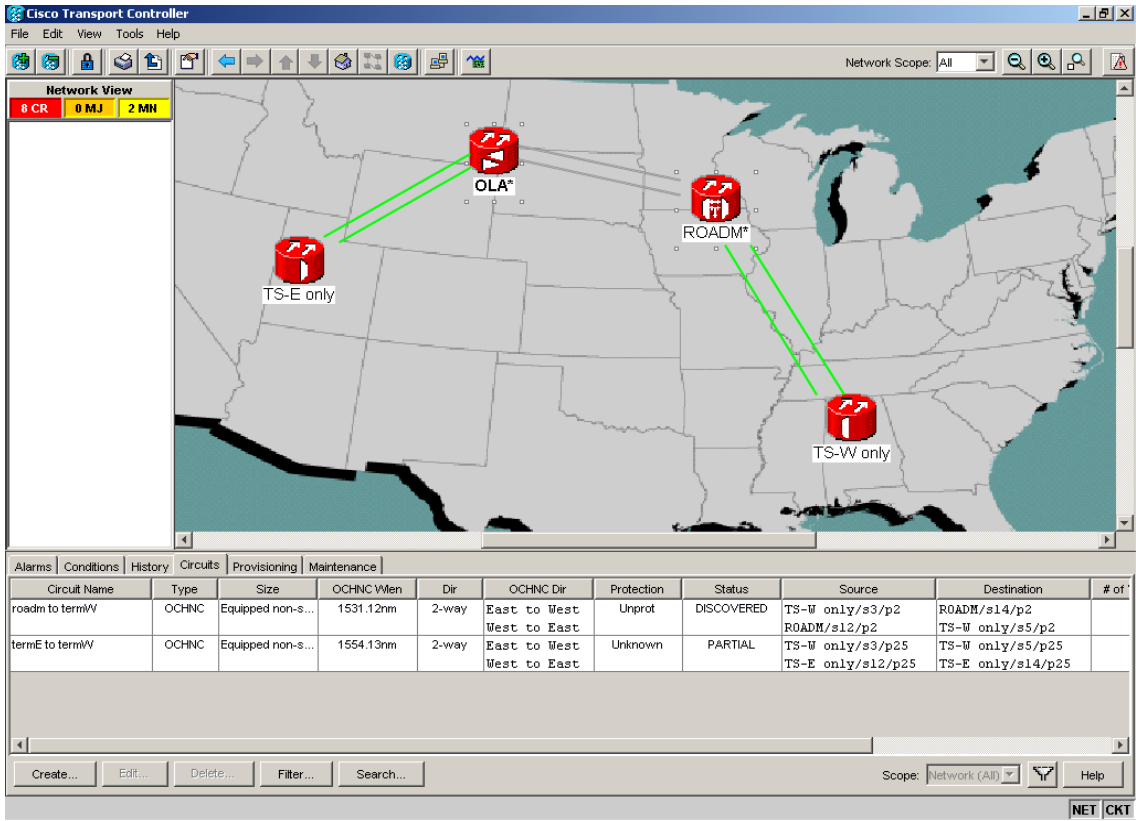 Cisco Transport Controller
File Edit View Tools Help
Network Scope: All
Network View
8 CR 0 MJ 2 MN
OLA*
ROADM*
TS-E only
TS-W only
Alarms Conditions History Circuits Provisioning Maintenance
Circuit Name Type Size OCHNC Wlen Dir OCHNC Dir Protection Status Source Destination # of
roadm to termW OCHNC Equipped non-s... 1531.12nm 2-way East to West Unprot DISCOVERED TS-W only/s3/p2 ROADM/s14/p2
West to East ROADM/s12/p2 TS-W only/s5/p2
termE to termW OCHNC Equipped non-s... 1554.13nm 2-way East to West Unknown PARTIAL TS-W only/s3/p25 TS-W only/s5/p25
West to East TS-E only/s12/p25 TS-E only/s14/p25
Create... Edit... Delete... Filter... Search... Scope: Network (All) Help
NET CKT